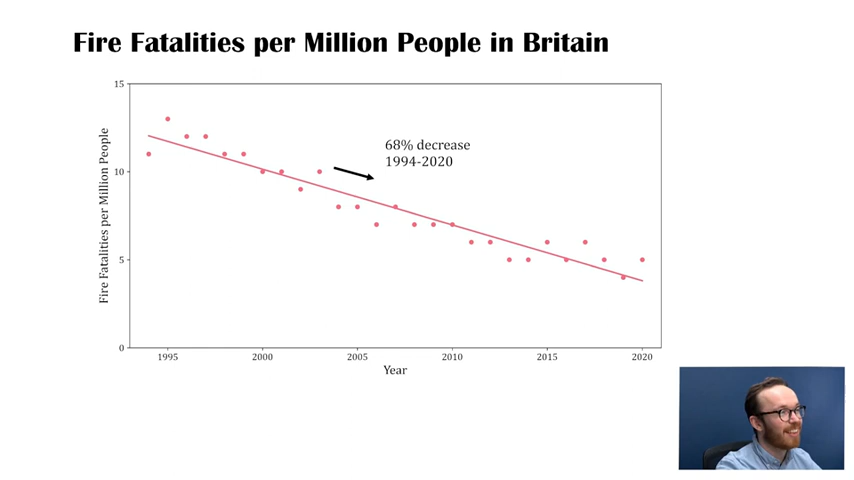 Fire Fatalities per Million People in Britain
15
10
5
0
Fire Fatalities per Million People
68% decrease
1994-2020
1995 2000 2005 2010 2015 2020
Year